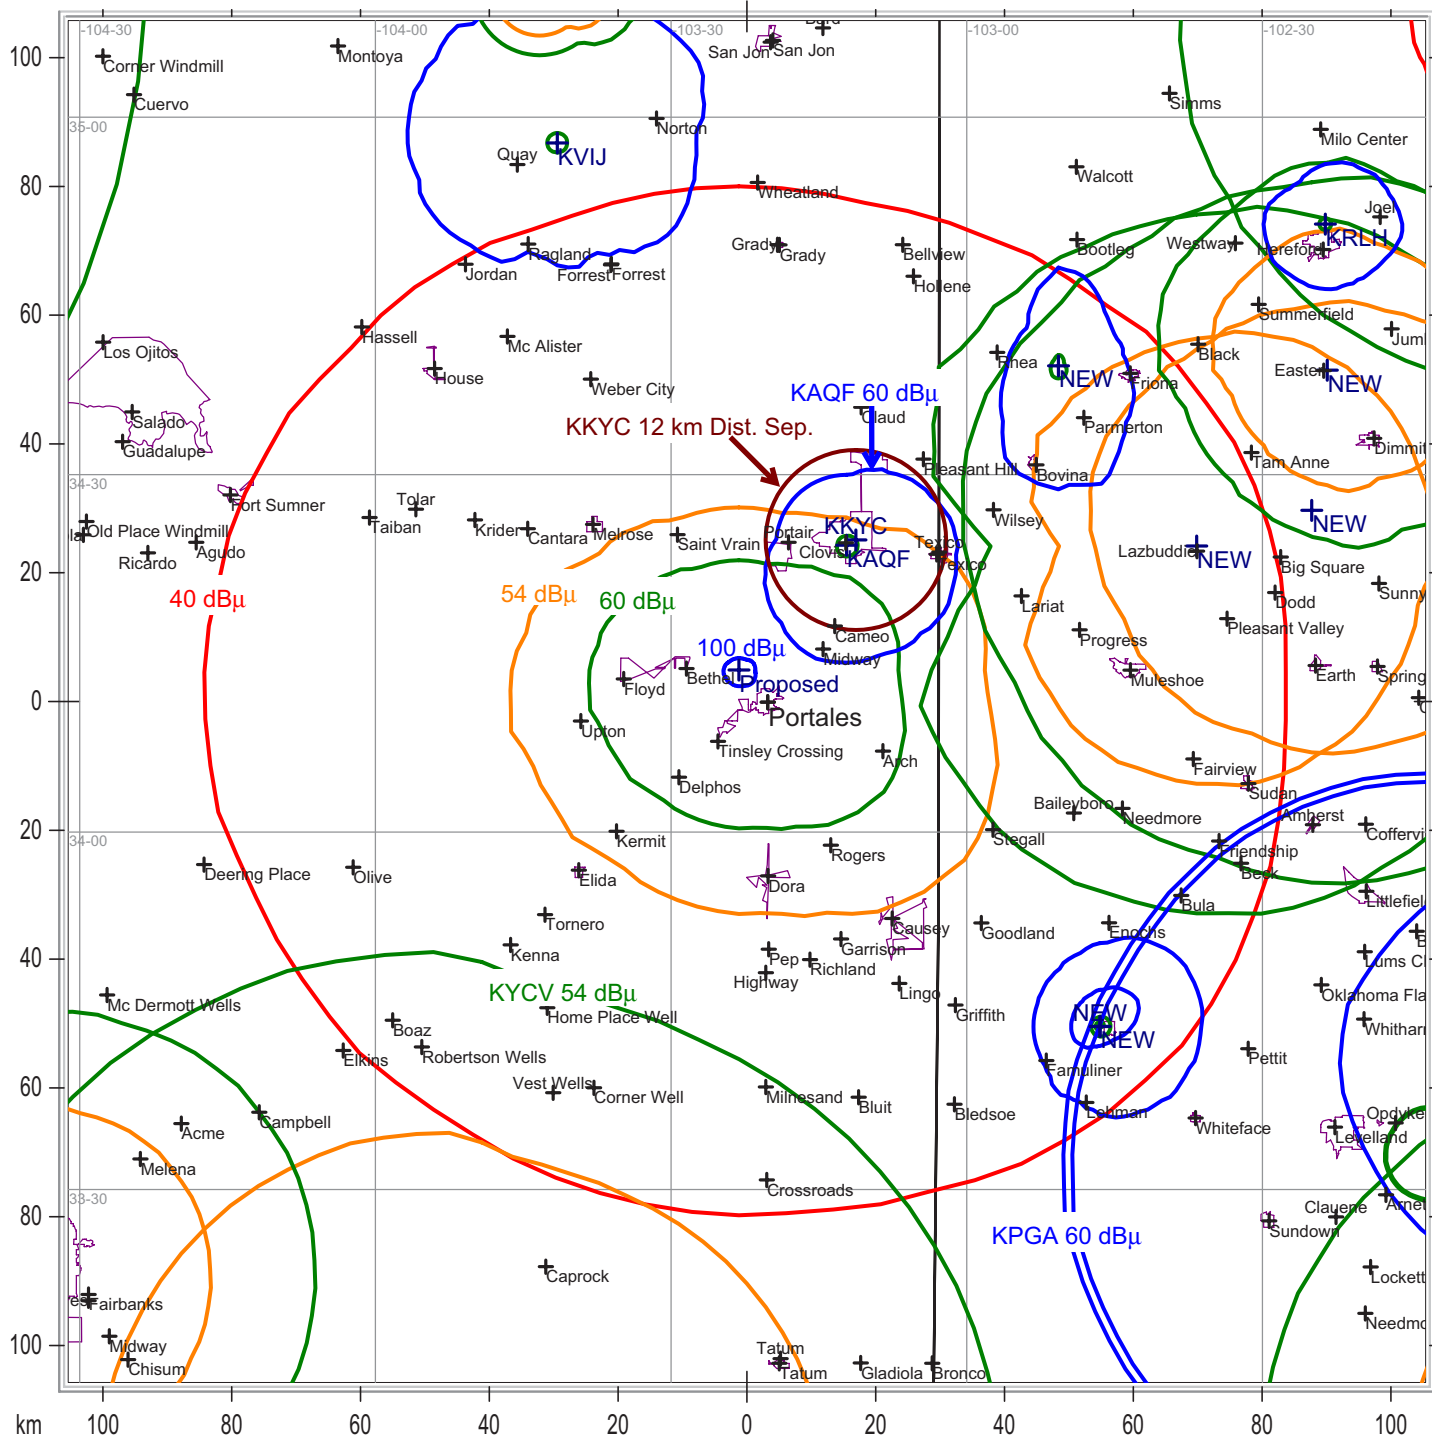 -104-30
-104-00
-103-30
-103-00
-102-30
100
Corner Windmill
Montoya
San Jon
San Jon
Cuervo
Simms
35-00
Norton
Milo Center
Quay
KVIJ
Walcott
80
Wheatland
Joel
Ragland
Grady
Grady
Bellview
Bootleg
Westway
Hereford
KRLH
Jordan
Forrest
Forrest
Hollene
60
Summerfield
Hassell
Mc Alister
Los Ojitos
House
Rhea
Black
Weber City
NEW
Friona
Easter
NEW
KAQF 60 dBμ
Salado
Claud
KKYC 12 km Dist. Sep.
Parmerton
40
Guadalupe
Pleasant Hill
Bovina
Tam Anne
Dimmit
34-30
Fort Sumner
Tolar
Old Place Windmill
Taiban
Krider
Cantara
Melrose
Saint Vrain
Portair
KKYC
Clovis
KAQF
Texico
Texico
Wilsey
NEW
Lazbuddie
NEW
Agudo
Ricardo
Big Square
20
40 dBμ
54 dBμ
60 dBμ
Lariat
Dodd
Sunny
Cameo
Progress
Pleasant Valley
100 dBμ
Midway
Floyd
Bethel
Proposed
Muleshoe
Earth
Spring
0
Portales
Upton
Tinsley Crossing
Arch
Fairview
Delphos
Sudan
20
Baileyboro
Needmore
Amherst
Coffervi
34-00
Kermit
Rogers
Stegall
Friendship
Deering Place
Olive
Elida
Dora
Beck
Littlefiel
Tornero
Causey
Goodland
Bula
Enochs
Kenna
Pep
Garrison
Richland
Highway
Lums Cl
40
KYCV 54 dBμ
Lingo
Mc Dermott Wells
Home Place Well
Griffith
Oklahoma Fla
Boaz
NEW
NEW
Whithar
Elkins
Robertson Wells
Famuliner
Pettit
60
Vest Wells
Corner Well
Milnesand
Bluit
Bledsoe
Lehman
Campbell
Acme
Whiteface
Opdyke
Levelland
Melena
33-30
Crossroads
Arnet
80
Clauene
Sundown
KPGA 60 dBμ
Caprock
Lockett
Fairbanks
Needmo
100
Midway
Chisum
Tatum
Tatum
Gladiola
Bronco
km
100
80
60
40
20
0
20
40
60
80
100